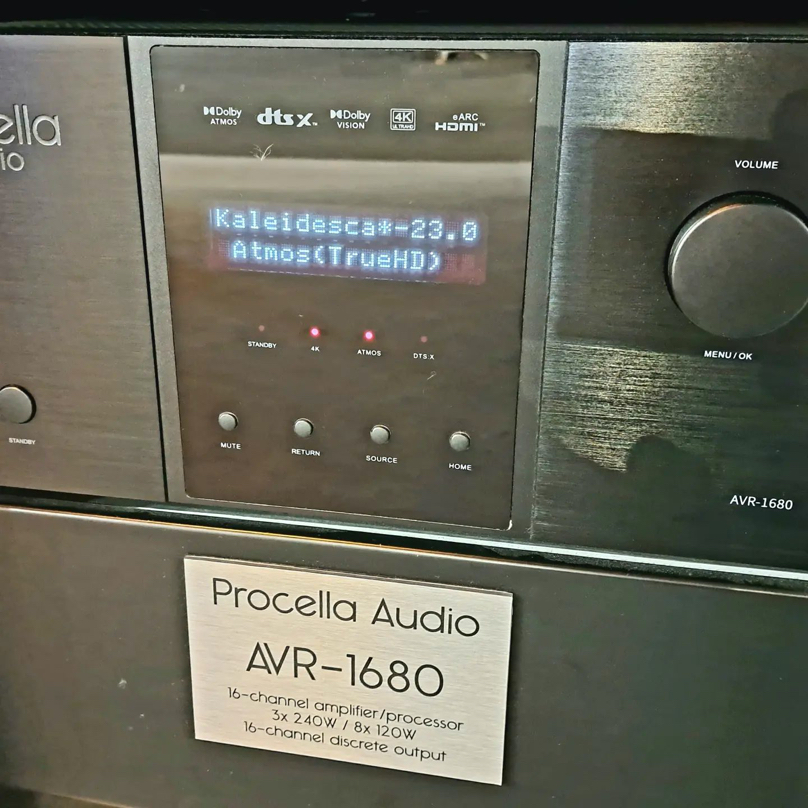 ella
io
Dolby
ATMOS
dts X™
Dolby
VISION
4K
ULTRA HD
eARC
HDMI™
VOLUME
Kaleidesca*-23.0
Atmos(TrueHD)
STANDBY
4K
ATMOS
DTS:X
MENU/OK
STANDBY
MUTE
RETURN
SOURCE
HOME
AVR-1680
Procella Audio
AVR-1680
16-channel amplifier/processor
3x 240W / 8x 120W
16-channel discrete output